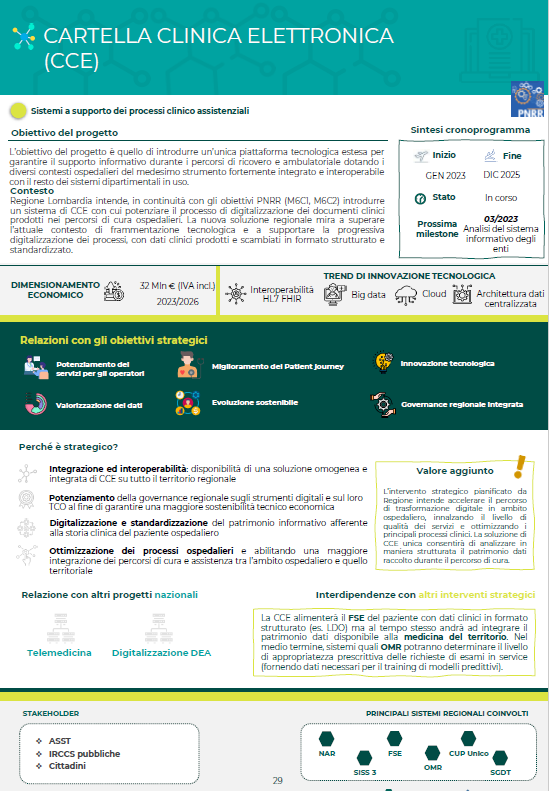 CARTELLA CLINICA ELETTRONICA
(CCE)
PNRR
Sistemi a supporto dei processi clinico assistenziali
Obiettivo del progetto
L'obiettivo del progetto è quello di introdurre un'unica piattaforma tecnologica estesa per
garantire il supporto informativo durante i percorsi di ricovero e ambulatoriale dotando i
diversi contesti ospedalieri del medesimo strumento fortemente integrato e interoperabile
con il resto dei sistemi dipartimentali in uso.
Contesto
Regione Lombardia intende, in continuità con gli obiettivi PNRR (M6C1, M6C2) introdurre
un sistema di CCE con cui potenziare il processo di digitalizzazione dei documenti clinici
prodotti nei percorsi di cura ospedalieri. La nuova soluzione regionale mira a superare
l'attuale contesto di frammentazione tecnologica e a supportare la progressiva
digitalizzazione dei processi, con dati clinici prodotti e scambiati in formato strutturato e
standardizzato.
Sintesi cronoprogramma
Inizio
Fine
GEN 2023
DIC 2025
Stato
In corso
Prossima
milestone
03/2023
Analisi del sistema
informativo degli
enti
DIMENSIONAMENTO
ECONOMICO
32 Mln € (IVA incl.)
2023/2026
TREND DI INNOVAZIONE TECNOLOGICA
Interoperabilità
HL7 FHIR
Big data
Cloud
Architettura dati
centralizzata
Relazioni con gli obiettivi strategici
Potenziamento dei
servizi per gli operatori
Miglioramento del Patient journey
Innovazione tecnologica
Valorizzazione dei dati
Evoluzione sostenibile
Governance regionale integrata
Perché è strategico?
Integrazione ed interoperabilità: disponibilità di una soluzione omogenea e
integrata di CCE su tutto il territorio regionale
Potenziamento della governance regionale sugli strumenti digitali e sul loro
TCO al fine di garantire una maggiore sostenibilità tecnico economica
Digitalizzazione e standardizzazione del patrimonio informativo afferente
alla storia clinica del paziente ospedaliero
Ottimizzazione dei processi ospedalieri e abilitando una maggiore
integrazione dei percorsi di cura e assistenza tra l'ambito ospedaliero e quello
territoriale
Valore aggiunto
L'intervento strategico pianificato da
Regione intende accelerare il percorso
di trasformazione digitale in ambito
ospedaliero, innalzando il livello di
qualità dei servizi e ottimizzando i
principali processi clinici. La soluzione di
CCE unica consentirà di analizzare in
maniera strutturata il patrimonio dati
raccolto durante il percorso di cura.
Relazione con altri progetti nazionali
Telemedicina
Digitalizzazione DEA
Interdipendenze con altri interventi strategici
La CCE alimenterà il FSE del paziente con dati clinici in formato
strutturato (es, LDO) ma al tempo stesso andrà ad integrare il
patrimonio dati disponibile alla medicina del territorio. Nel
medio termine, sistemi quali OMR potranno determinare il livello
di appropriatezza prescrittiva delle richieste di esami in service
(fornendo dati necessari per il training di modelli predittivi).
STAKEHOLDER
❖ ASST
❖ IRCCS pubbliche
❖ Cittadini
PRINCIPALI SISTEMI REGIONALI COINVOLTI
NAR
SISS 3
FSE
OMR
CUP Unico
SGDT
29